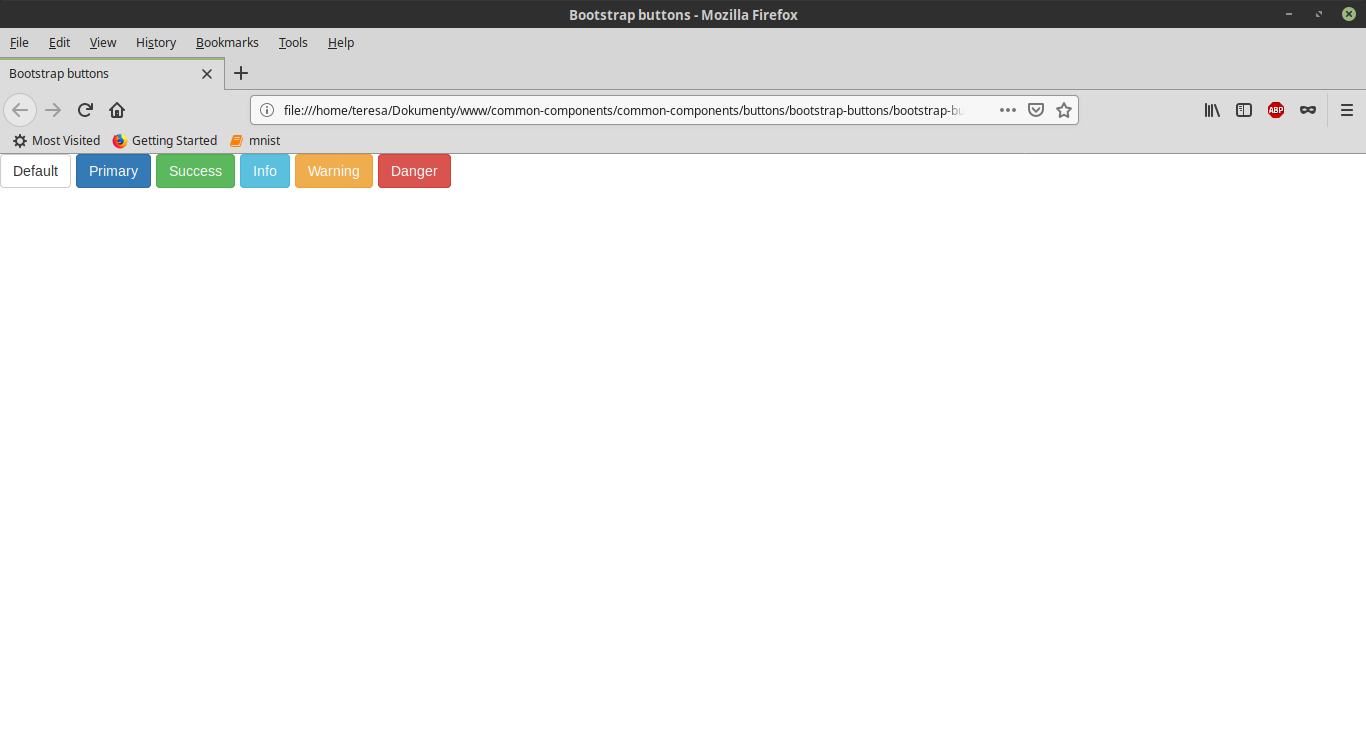 Bootstrap buttons - Mozilla Firefox
File Edit View History Bookmarks Tools Help
Bootstrap buttons
file:///home/teresa/Dokumenty/www/common-components/common-components/buttons/bootstrap-buttons/bootstrap-bu
ABP
Most Visited Getting Started mnist
Default Primary Success Info Warning Danger